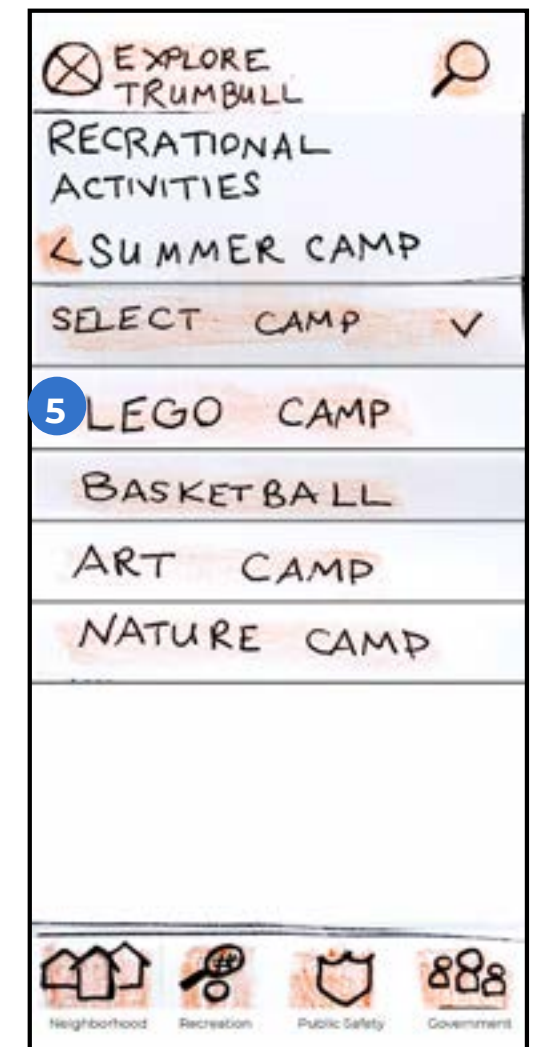 EXPLORE
TRUMBULL
RECRATIONAL
ACTIVITIES
<SUMMER CAMP
SELECT CAMP ✓
5 LEGO CAMP
BASKETBALL
ART CAMP
NATURE CAMP
Neighborhood Recreation Public Safety Government